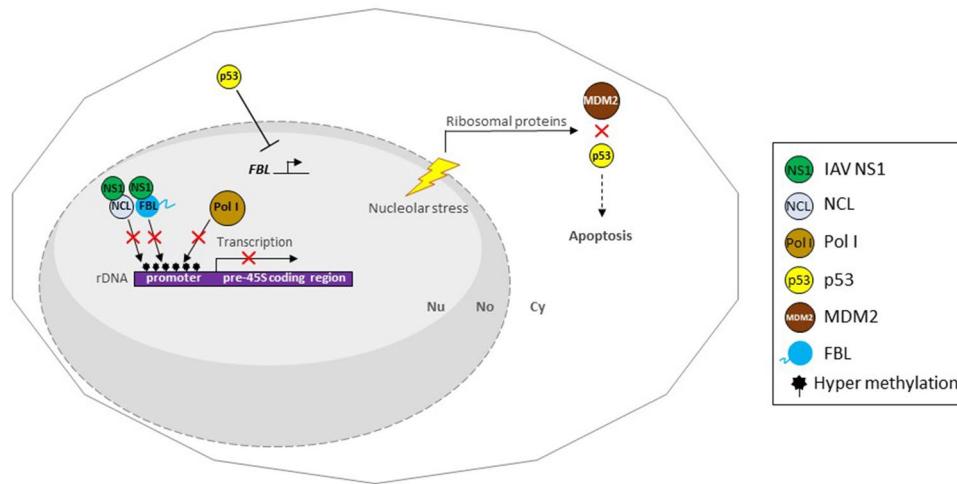 p53
MDM2
Ribosomal proteins
p53
FBL
NS1
NS1
NCL
FBL
Pol I
Nucleolar stress
Apoptosis
Transcription
rDNA
promoter
pre-45S coding region
Nu
No
Cy
NS1 IAV NS1
NCL NCL
Pol I Pol I
p53 p53
MDM2 MDM2
FBL
Hyper methylation